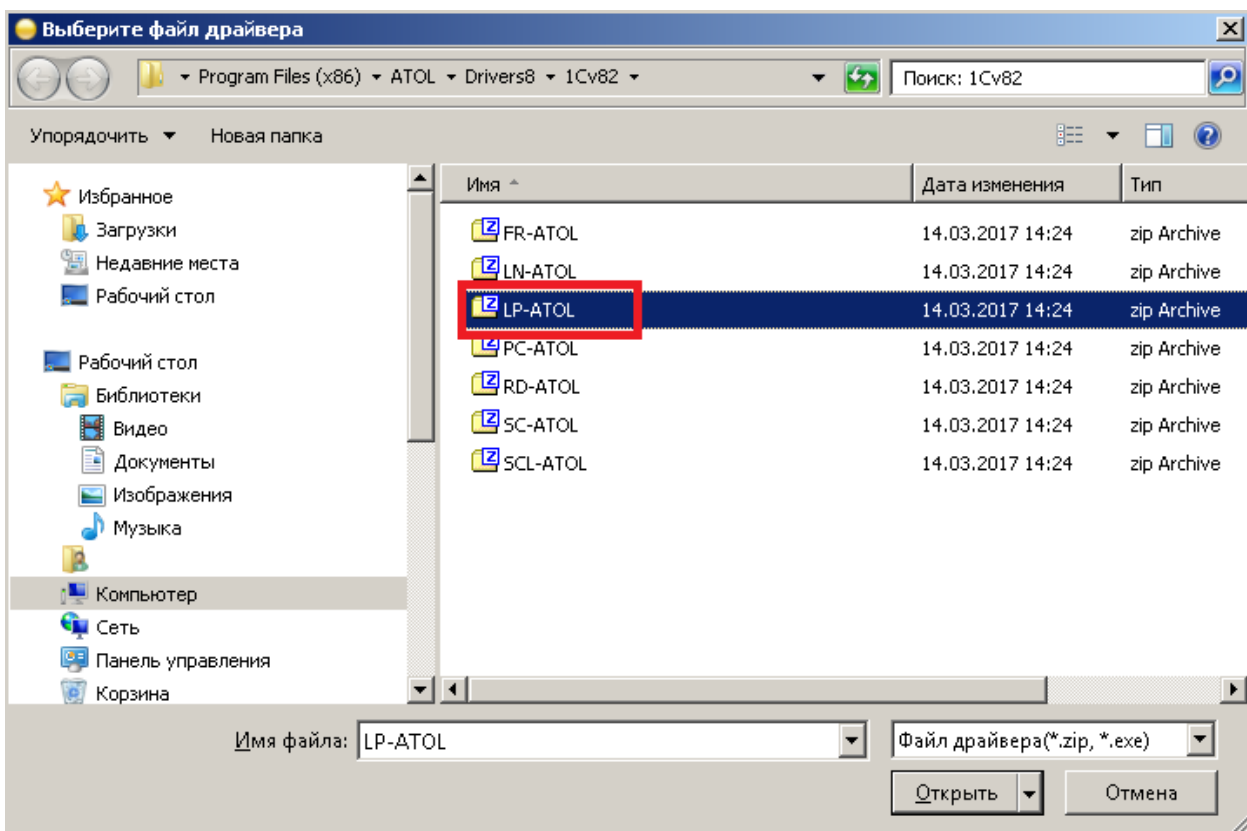 Выберите файл драйвера
Program Files (x86) ATOL Drivers8 1Cv82
Поиск: 1Cv82
Упорядочить Новая папка
Избранное
Загрузки
Недавние места
Рабочий стол
Рабочий стол
Библиотеки
Видео
Документы
Изображения
Музыка
Компьютер
Сеть
Панель управления
Корзина
Имя Дата изменения Тип
FR-ATOL 14.03.2017 14:24 zip Archive
LN-ATOL 14.03.2017 14:24 zip Archive
LP-ATOL 14.03.2017 14:24 zip Archive
PC-ATOL 14.03.2017 14:24 zip Archive
RD-ATOL 14.03.2017 14:24 zip Archive
SC-ATOL 14.03.2017 14:24 zip Archive
SCL-ATOL 14.03.2017 14:24 zip Archive
Имя файла: LP-ATOL Файл драйвера(*.zip, *.exe)
Открыть Отмена